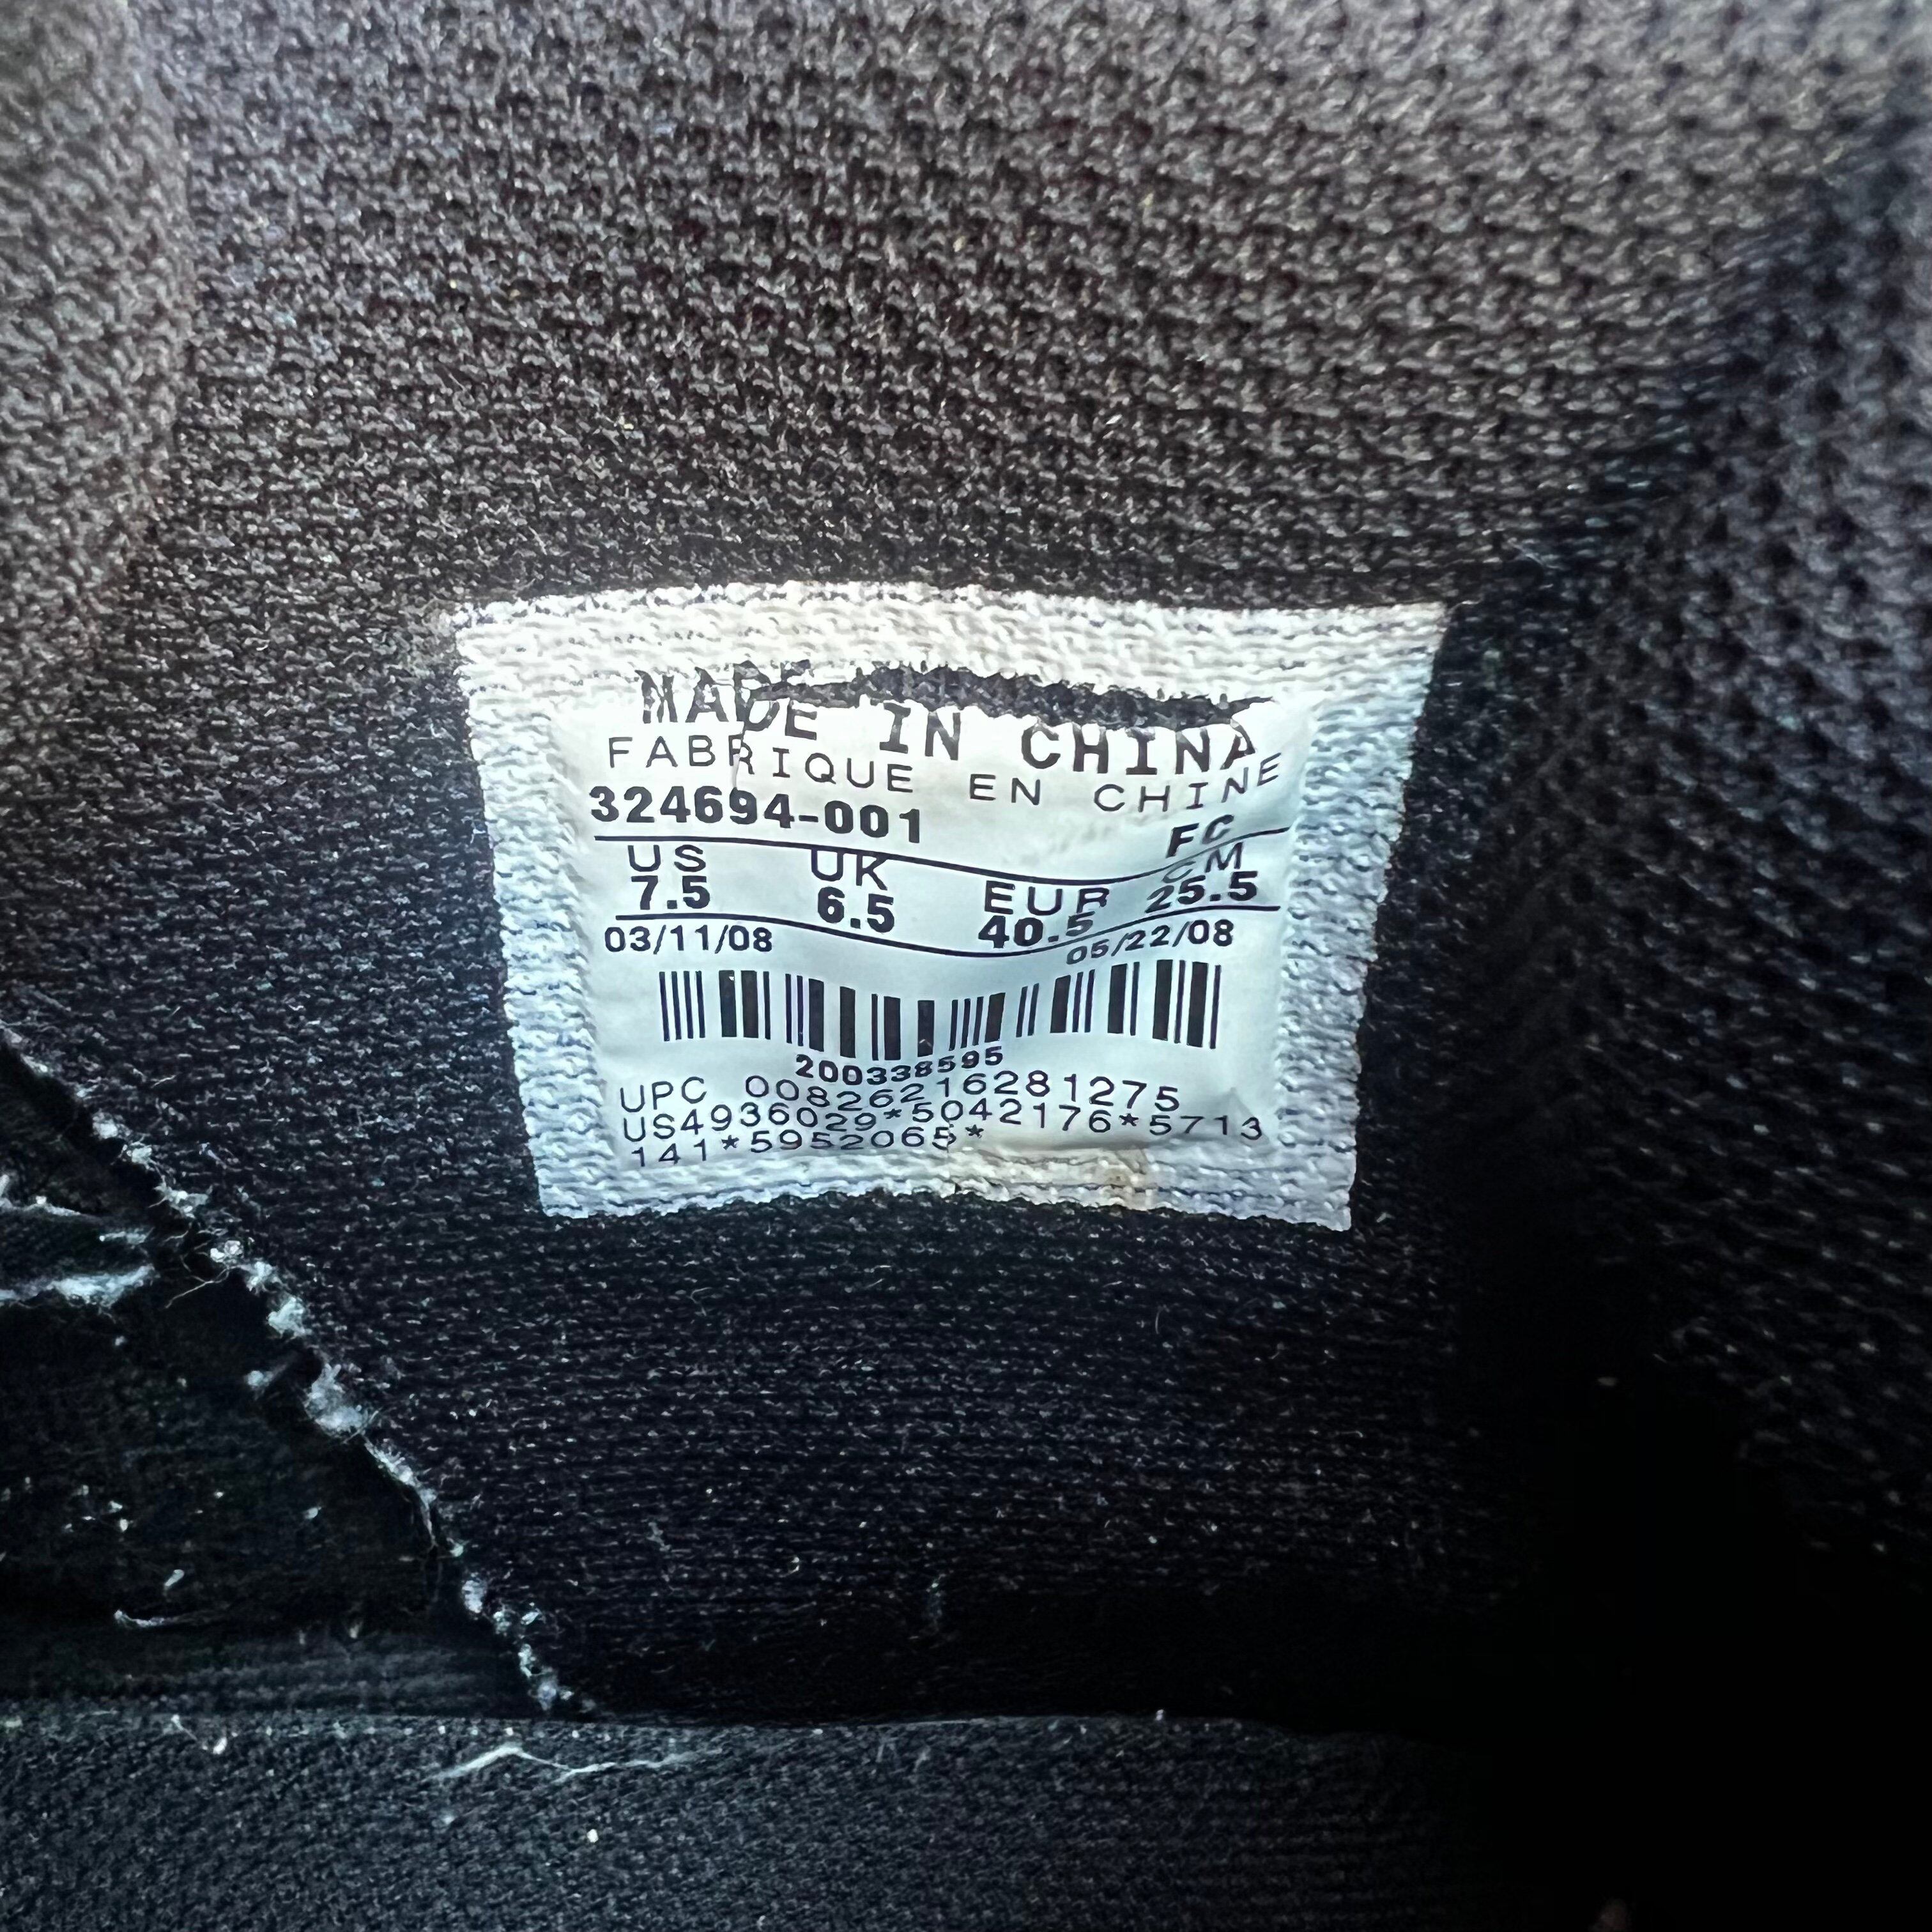 MADE IN CHINA
FABRIQUE EN CHINE
324694-001 FC
US UK EUR CM
7.5 6.5 40.5 25.5
03/11/08 05/22/08
200338595
UPC 00826216281275
US4936029*5042176*5713
141*5952065*